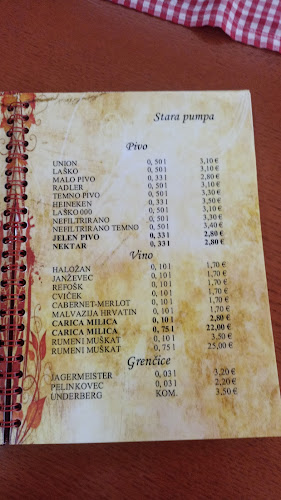 Stara pumpa
Pivo
UNION 0,50 l 3,10 €
LAŠKO 0,50 l 3,10 €
MALO PIVO 0,33 l 2,80 €
RADLER 0,50 l 3,10 €
TEMNO PIVO 0,50 l 3,30 €
HEINEKEN 0,50 l 3,50 €
LAŠKO 000 0,50 l 3,10 €
NEFILTRIRANO 0,50 l 3,30 €
NEFILTRIRANO TEMNO 0,50 l 3,40 €
JELEN PIVO 0,33 l 2,80 €
NEKTAR 0,33 l 2,80 €
Vino
HALOŽAN 0,10 l 1,70 €
JANŽEVEC 0,10 l 1,70 €
REFOŠK 0,10 l 1,70 €
CVIČEK 0,10 l 1,70 €
CABERNET-MERLOT 0,10 l 1,70 €
MALVAZIJA HRVATIN 0,10 l 1,70 €
CARICA MILICA 0,10 l 2,80 €
CARICA MILICA 0,75 l 22,00 €
RUMENI MUŠKAT 0,10 l 3,50 €
RUMENI MUŠKAT 0,75 l 25,00 €
Grenčice
JAGERMEISTER 0,03 l 3,20 €
PELINKOVEC 0,03 l 2,20 €
UNDERBERG KOM. 3,50 €